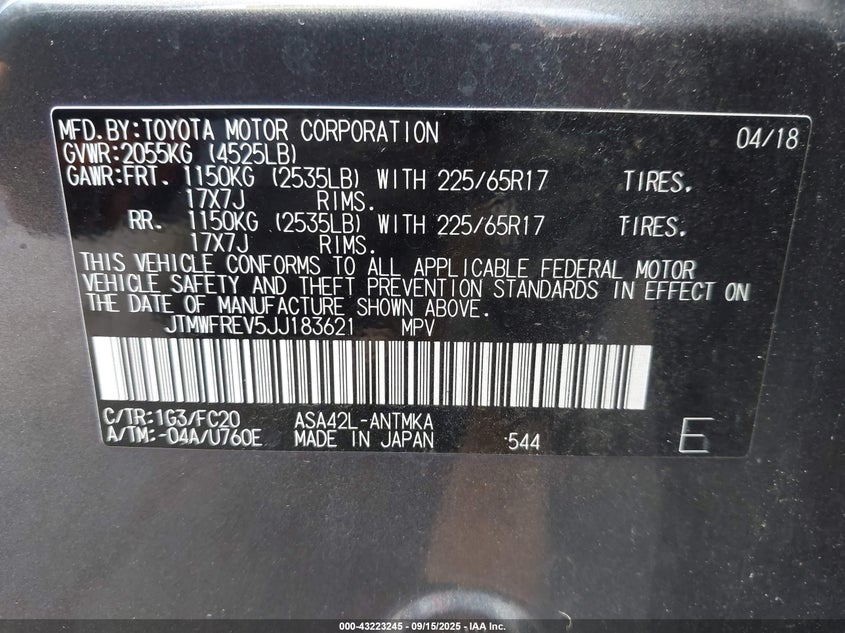 MFD.BY:TOYOTA MOTOR CORPORATION 04/18
GVWR:2055KG (4525LB)
GAWR:FRT. 1150KG (2535LB) WITH 225/65R17 TIRES.
17X7J RIMS.
RR. 1150KG (2535LB) WITH 225/65R17 TIRES.
17X7J RIMS.
THIS VEHICLE CONFORMS TO ALL APPLICABLE FEDERAL MOTOR
VEHICLE SAFETY AND THEFT PREVENTION STANDARDS IN EFFECT ON
THE DATE OF MANUFACTURE SHOWN ABOVE.
JTMWFREV5JJ183621 MPV
C/TR:1G3/FC20 ASA42L-ANTMKA
A/TM:-04A/U760E MADE IN JAPAN 544 E
000-43223245 - 09/15/2025 - IAA Inc.